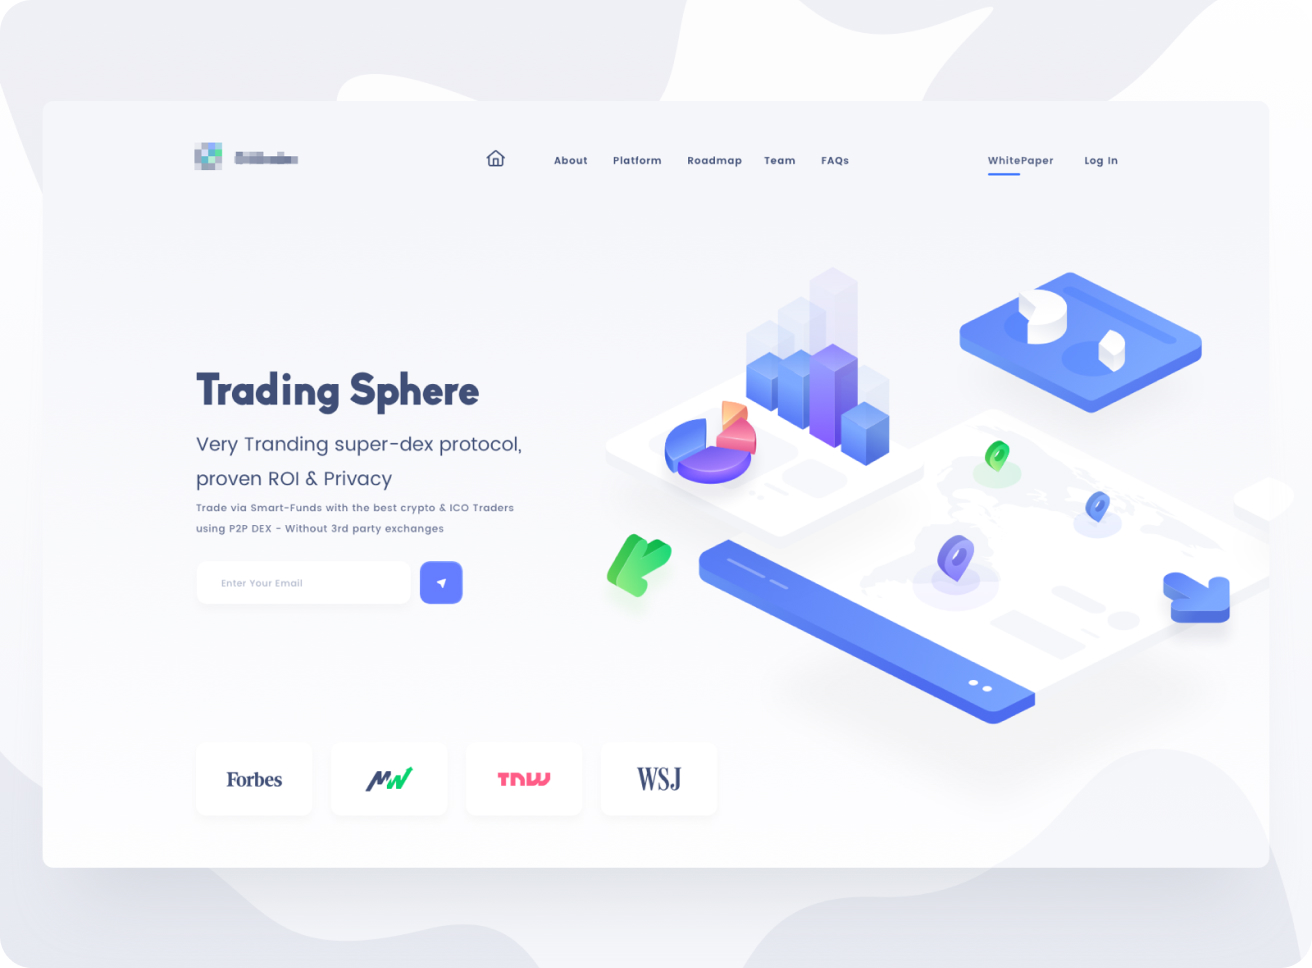 About Platform Roadmap Team FAQs WhitePaper Log In
Trading Sphere
Very Tranding super-dex protocol,
proven ROI & Privacy
Trade via Smart-Funds with the best crypto & ICO Traders
using P2P DEX - Without 3rd party exchanges
Enter Your Email
Forbes MW TNW WSJ